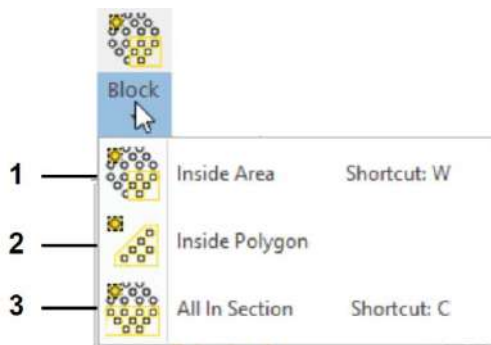 Block
1 Inside Area Shortcut: W
2 Inside Polygon
3 All In Section Shortcut: C